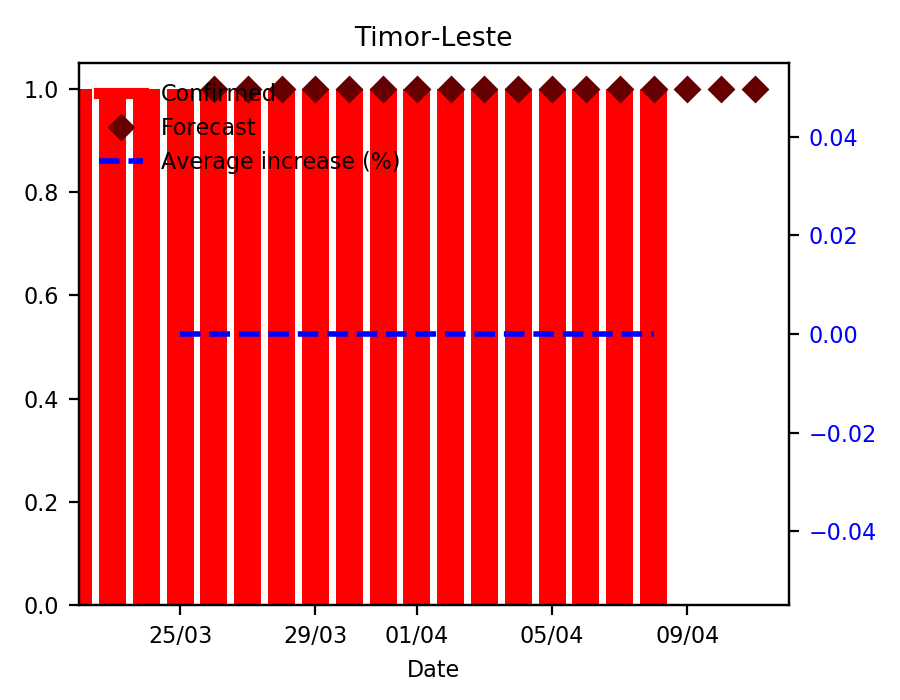 Timor-Leste
Confirmed
Forecast
Average increase (%)
1.0
0.8
0.6
0.4
0.2
0.0
0.04
0.02
0.00
−0.02
−0.04
25/03 29/03 01/04 05/04 09/04
Date